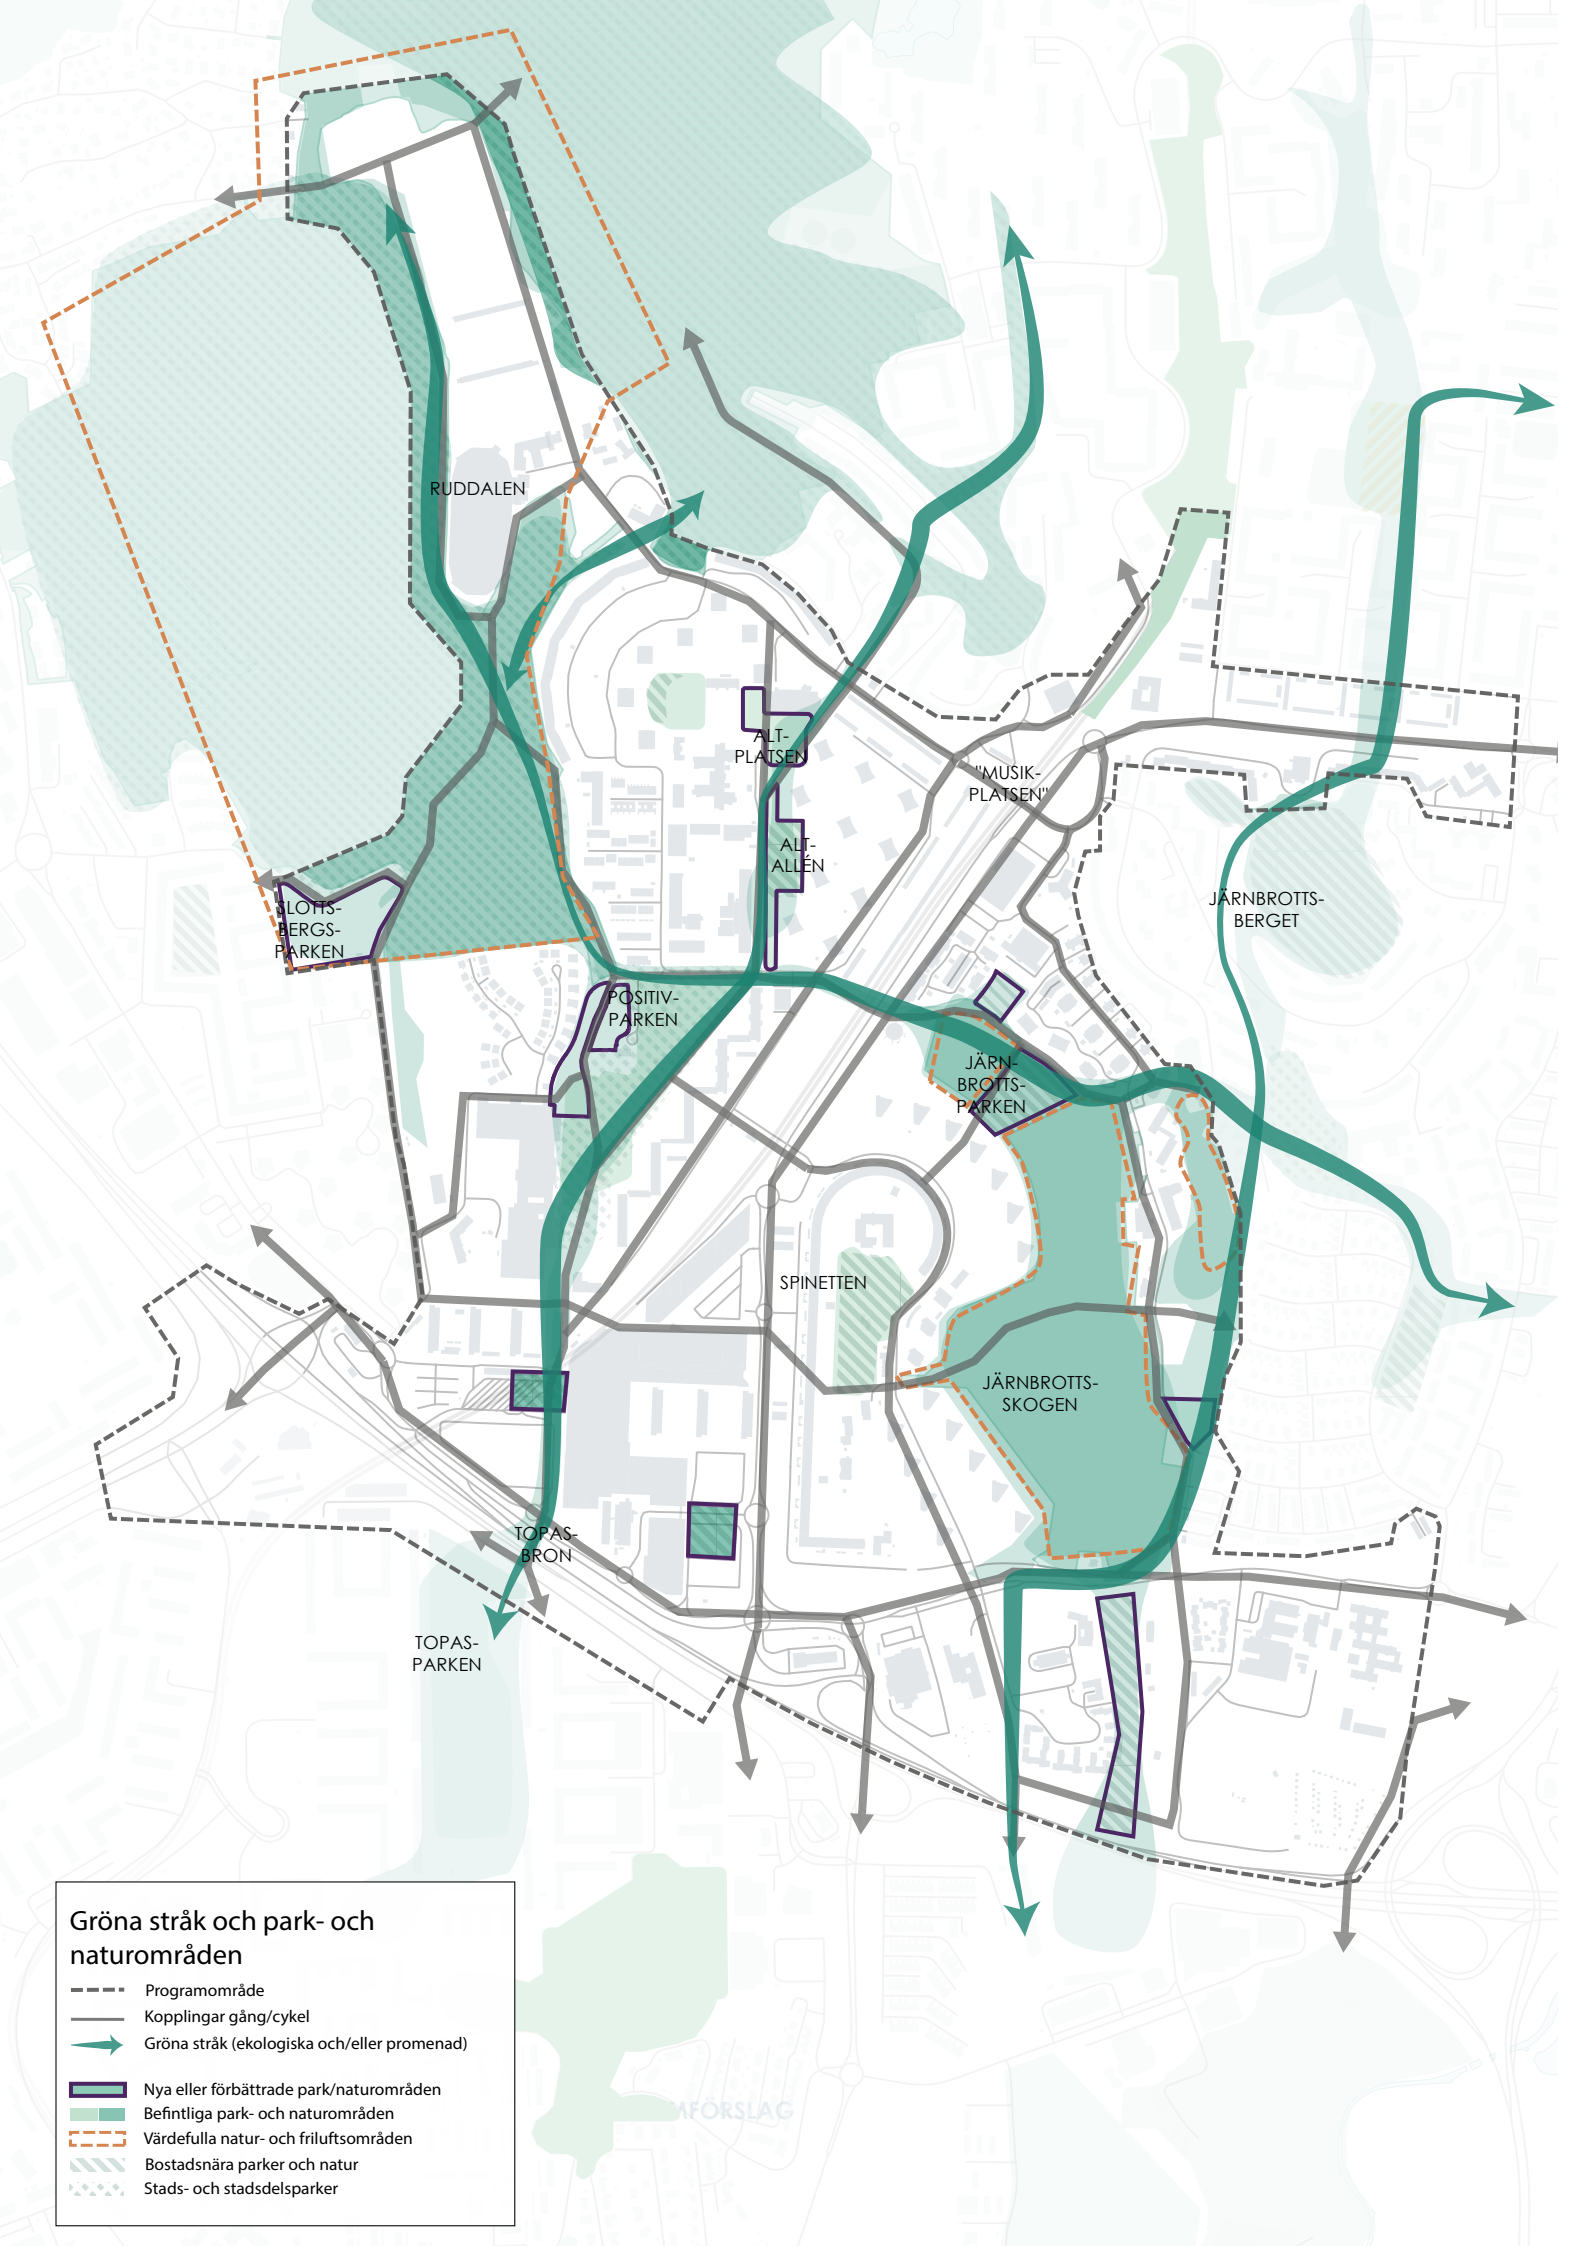 RUDDALEN
ALT-
PLATSEN
"MUSIK-
PLATSEN"
ALT-
ALLÉN
JÄRNBROTTS-
BERGET
SLOTTS-
BERGS-
PARKEN
POSITIV-
PARKEN
JÄRN-
BROTTS-
PARKEN
SPINETTEN
JÄRNBROTTS-
SKOGEN
TOPAS-
BRON
TOPAS-
PARKEN
Gröna stråk och park- och
naturområden
Programområde
Kopplingar gång/cykel
Gröna stråk (ekologiska och/eller promenad)
Nya eller förbättrade park/naturområden
Befintliga park- och naturområden
Värdefulla natur- och friluftsområden
Bostadsnära parker och natur
Stads- och stadsdelsparker